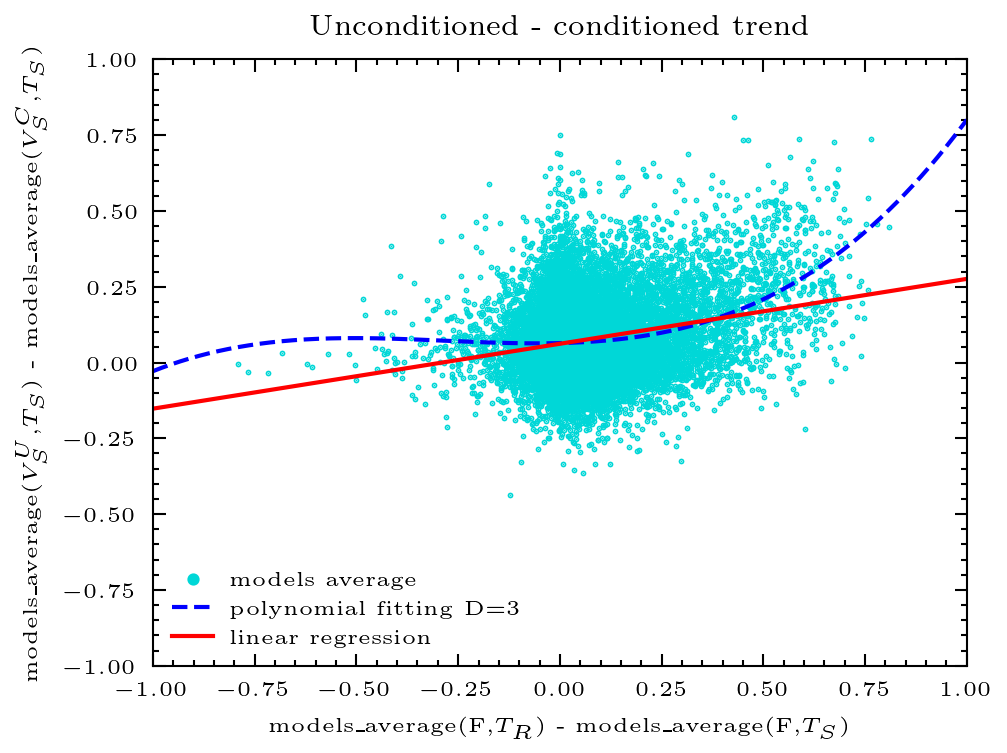 Unconditioned - conditioned trend
models_average(V_S^U,T_S) - models_average(V_S^C,T_S)
1.00
0.75
0.50
0.25
0.00
−0.25
−0.50
−0.75
−1.00
models average
polynomial fitting D=3
linear regression
−1.00 −0.75 −0.50 −0.25 0.00 0.25 0.50 0.75 1.00
models_average(F,T_R) - models_average(F,T_S)